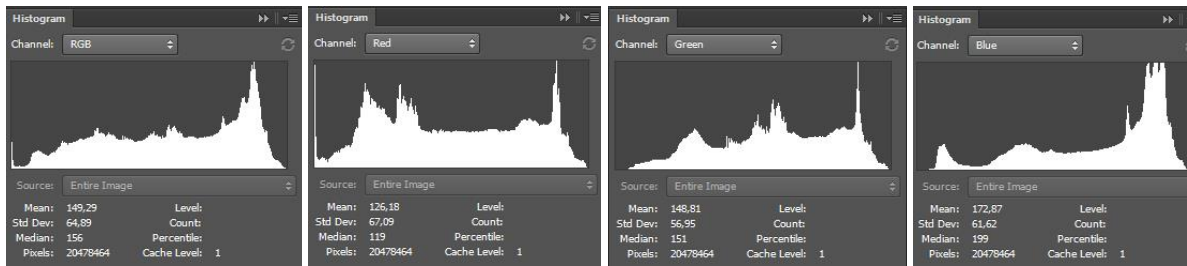 Histogram
Channel: RGB
Source: Entire Image
Mean: 149,29 Level:
Std Dev: 64,89 Count:
Median: 156 Percentile:
Pixels: 20478464 Cache Level: 1
Histogram
Channel: Red
Source: Entire Image
Mean: 126,18 Level:
Std Dev: 67,09 Count:
Median: 119 Percentile:
Pixels: 20478464 Cache Level: 1
Histogram
Channel: Green
Source: Entire Image
Mean: 148,81 Level:
Std Dev: 56,95 Count:
Median: 151 Percentile:
Pixels: 20478464 Cache Level: 1
Histogram
Channel: Blue
Source: Entire Image
Mean: 172,87 Level:
Std Dev: 61,62 Count:
Median: 199 Percentile:
Pixels: 20478464 Cache Level: 1